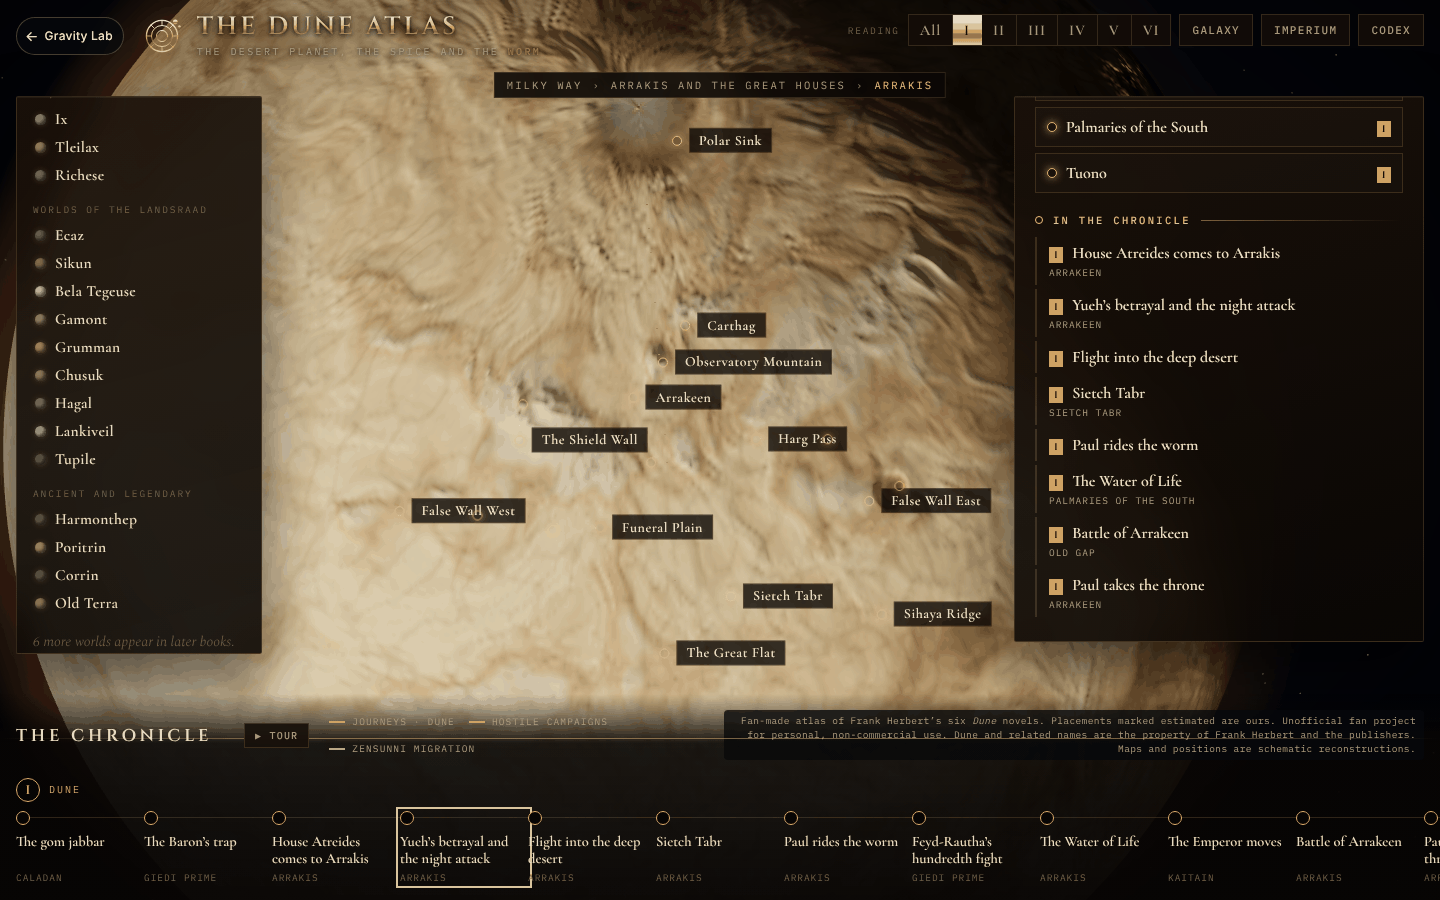 ← Gravity Lab
THE DUNE ATLAS
THE DESERT PLANET, THE SPICE AND THE WORM
READING
All I II III IV V VI
GALAXY
IMPERIUM
CODEX
MILKY WAY › ARRAKIS AND THE GREAT HOUSES › ARRAKIS
Ix
Tleilax
Richese
WORLDS OF THE LANDSRAAD
Ecaz
Sikun
Bela Tegeuse
Gamont
Grumman
Chusuk
Hagal
Lankiveil
Tupile
ANCIENT AND LEGENDARY
Harmonthep
Poritrin
Corrin
Old Terra
6 more worlds appear in later books.
Polar Sink
Carthag
Observatory Mountain
Arrakeen
The Shield Wall
Harg Pass
False Wall East
False Wall West
Funeral Plain
Sietch Tabr
Sihaya Ridge
The Great Flat
Palmaries of the South I
Tuono I
IN THE CHRONICLE
I House Atreides comes to Arrakis
ARRAKEEN
I Yueh's betrayal and the night attack
ARRAKEEN
I Flight into the deep desert
I Sietch Tabr
SIETCH TABR
I Paul rides the worm
I The Water of Life
PALMARIES OF THE SOUTH
I Battle of Arrakeen
OLD GAP
I Paul takes the throne
ARRAKEEN
THE CHRONICLE
▶ TOUR
JOURNEYS · DUNE
HOSTILE CAMPAIGNS
ZENSUNNI MIGRATION
Fan-made atlas of Frank Herbert's six Dune novels. Placements marked estimated are ours. Unofficial fan project
for personal, non-commercial use. Dune and related names are the property of Frank Herbert and the publishers.
Maps and positions are schematic reconstructions.
I DUNE
The gom jabbar
CALADAN
The Baron's trap
GIEDI PRIME
House Atreides
comes to Arrakis
ARRAKIS
Yueh's betrayal and
the night attack
ARRAKIS
Flight into the deep
desert
ARRAKIS
Sietch Tabr
ARRAKIS
Paul rides the worm
ARRAKIS
Feyd-Rautha's
hundredth fight
GIEDI PRIME
The Water of Life
ARRAKIS
The Emperor moves
KAITAIN
Battle of Arrakeen
ARRAKIS